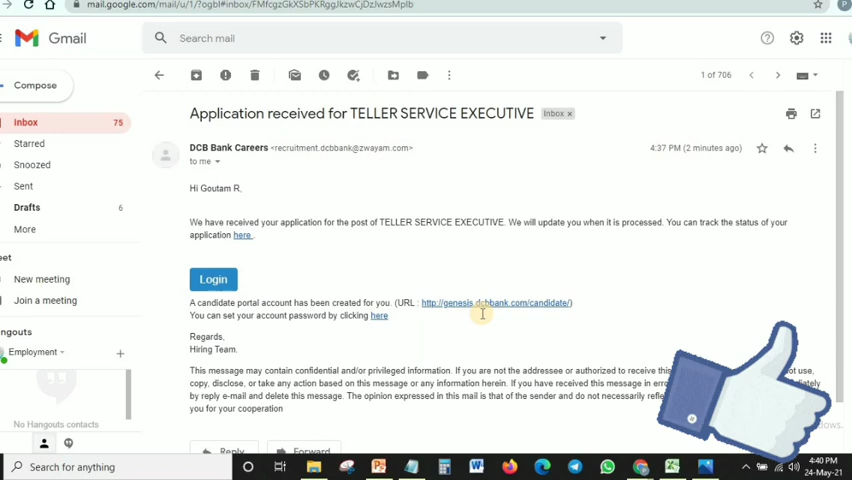 mail.google.com/mail/u/1/?ogbl#inbox/FMfcgzGkXSbPKRggJkzwCjDzJwzsMpIb
Gmail
Search mail
Compose
1 of 706
Inbox 75
Starred
Snoozed
Sent
Drafts 6
More
eet
New meeting
Join a meeting
angouts
Employment
No Hangouts contacts
Application received for TELLER SERVICE EXECUTIVE Inbox x
DCB Bank Careers <recruitment.dcbbank@zwayam.com> 4:37 PM (2 minutes ago)
to me
Hi Goutam R,
We have received your application for the post of TELLER SERVICE EXECUTIVE. We will update you when it is processed. You can track the status of your
application here .
Login
A candidate portal account has been created for you. (URL : http://genesis.dcbbank.com/candidate/)
You can set your account password by clicking here
Regards,
Hiring Team.
This message may contain confidential and/or privileged information. If you are not the addressee or authorized to receive this use,
copy, disclose, or take any action based on this message or any information herein. If you have received this message in
by reply e-mail and delete this message. The opinion expressed in this mail is that of the sender and do not necessarily
you for your cooperation
Reply Forward
Search for anything
4:40 PM
24-May-21